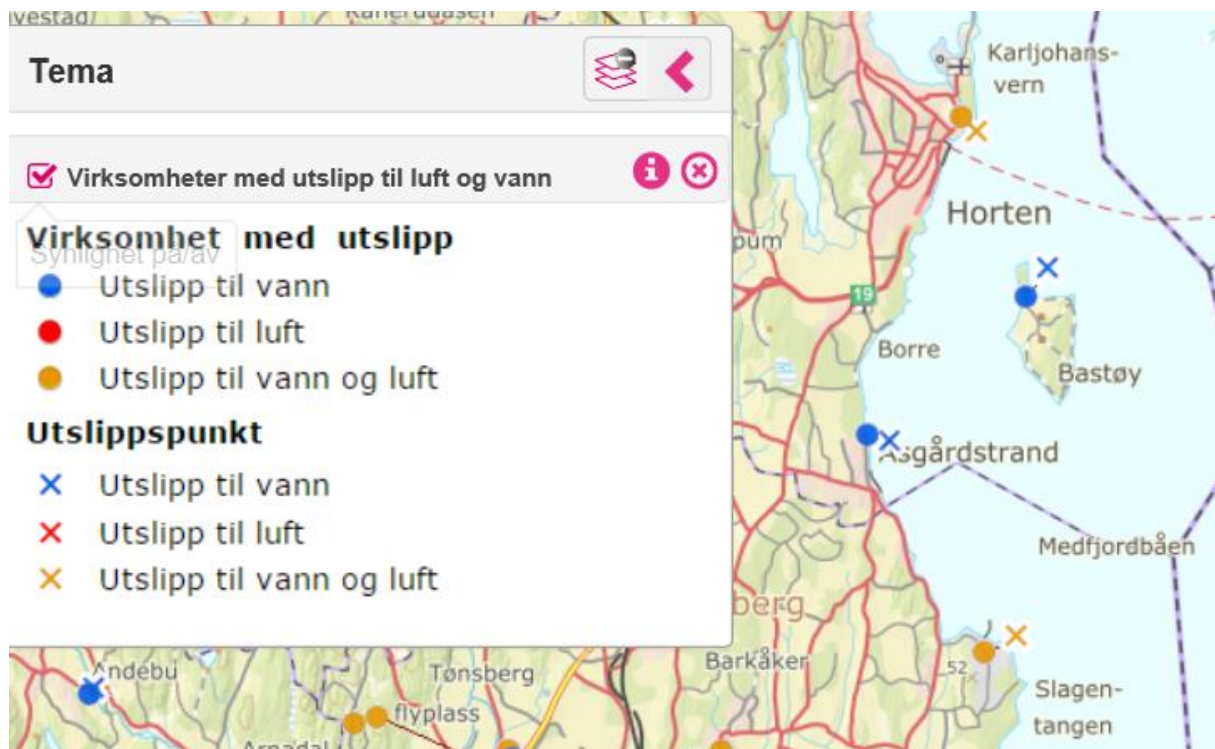 Tema
Virksomheter med utslipp til luft og vann
Synlighet på/av
Virksomhet med utslipp
Utslipp til vann
Utslipp til luft
Utslipp til vann og luft
Utslippspunkt
Utslipp til vann
Utslipp til luft
Utslipp til vann og luft
Karljohans-
vern
Horten
19
Borre
Bastøy
Åsgårdstrand
Medfjordbåen
Barkåker
52
Slagen-
tangen
Andebu
Tønsberg
flyplass
Arnadal